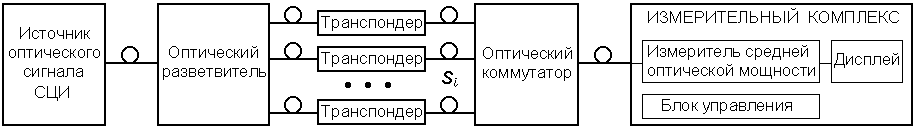 Источник
оптического
сигнала
СЦИ
Оптический
разветвитель
Транспондер
Транспондер
• • •
Транспондер
Si
Оптический
коммутатор
ИЗМЕРИТЕЛЬНЫЙ КОМПЛЕКС
Измеритель средней
оптической мощности
Дисплей
Блок управления